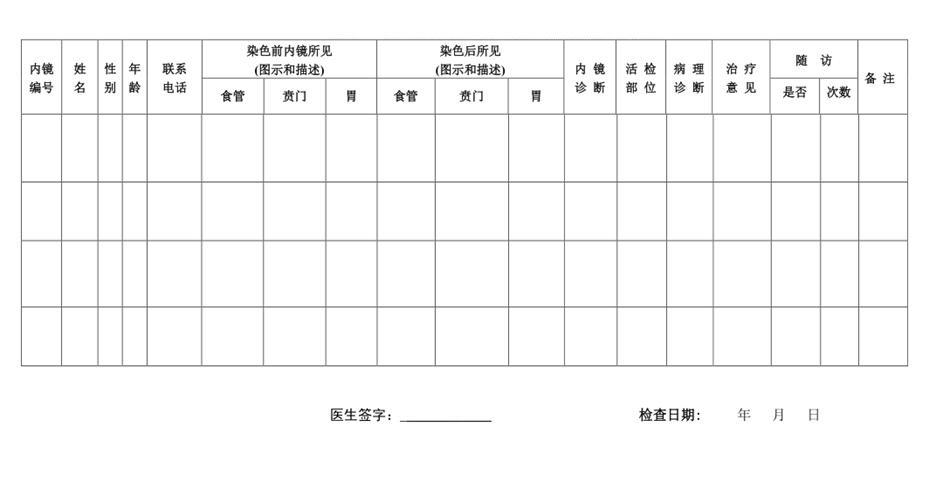 内镜编号 姓名 性别 年龄 联系电话 染色前内镜所见(图示和描述) 染色后所见(图示和描述) 内镜诊断 活检部位 病理诊断 治疗意见 随访 备注
食管 贲门 胃 食管 贲门 胃 是否 次数
医生签字： 检查日期: 年 月 日